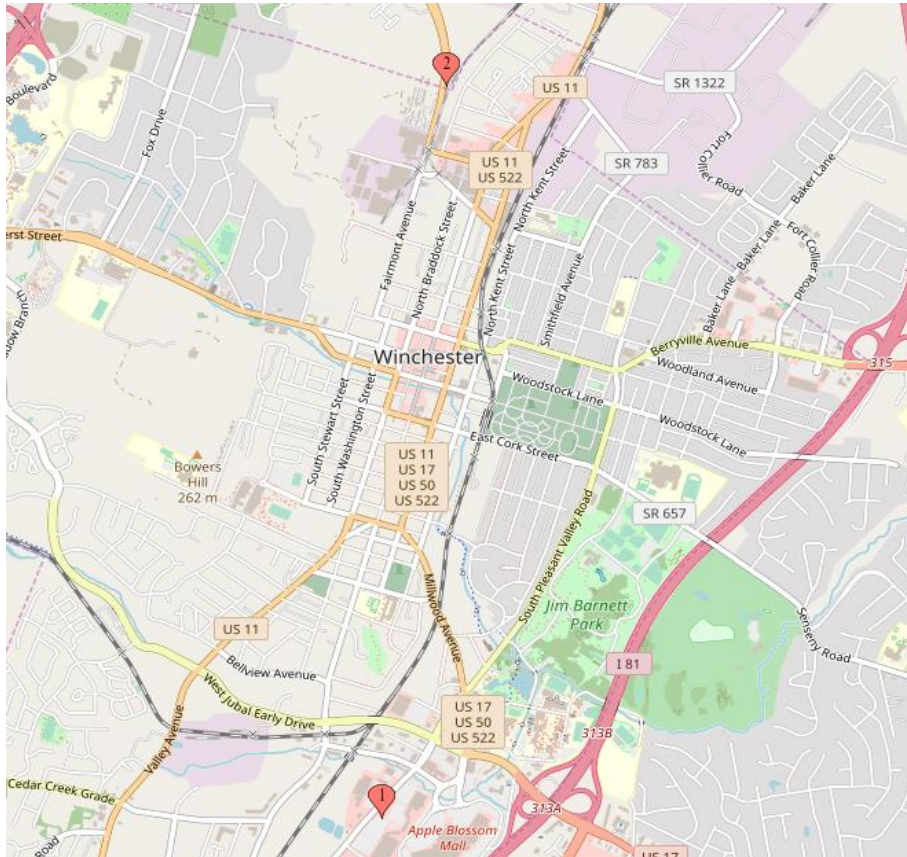 2
US 11
SR 1322
Boulevard
Fox Drive
Fort Collier Road
US 11
US 522
SR 783
North Kent Street
Baker Lane
Baker Lane
Baker Lane
Fort Collier Road
erst Street
Fairmont Avenue
North Braddock Street
North Kent Street
Smithfield Avenue
adow Branch
Winchester
Berryville Avenue
315
Woodland Avenue
Woodstock Lane
Woodstock Lane
South Stewart Street
South Washington Street
East Cork Street
Bowers
Hill
262 m
US 11
US 17
US 50
US 522
SR 657
South Pleasant Valley Road
Jim Barnett
Park
Millwood Avenue
US 11
Senseny Road
I 81
Bellview Avenue
West Jubal Early Drive
US 17
US 50
US 522
Valley Avenue
313B
Cedar Creek Grade
1
313A
Apple Blossom
Mall
Road
US 17